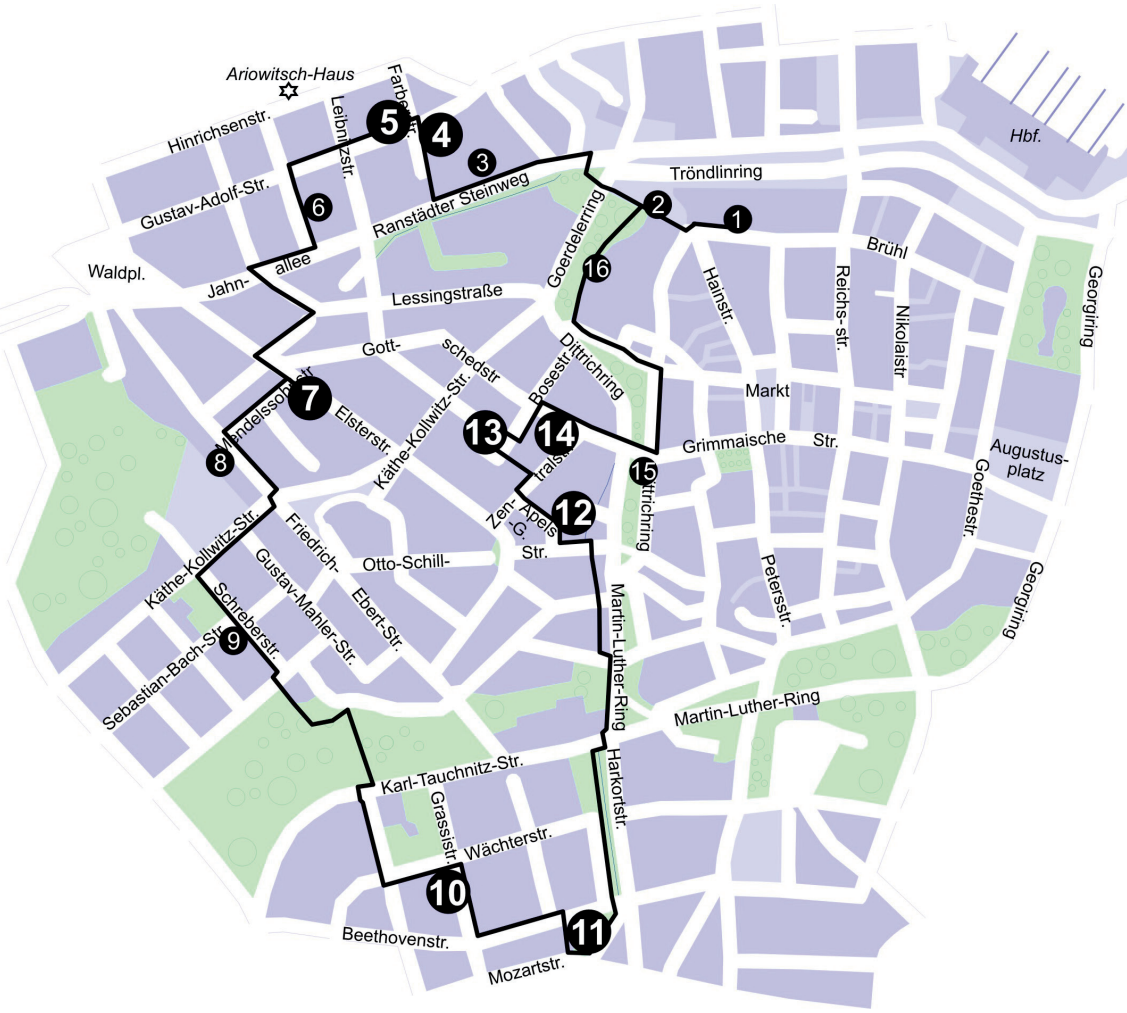 Ariowitsch-Haus
Farberstr.
Hinrichsenstr.
Leibnitzstr.
5
4
3
Hbf.
Tröndlinring
Gustav-Adolf-Str.
6
Ranstädter Steinweg
2
1
Brühl
Waldpl.
Jahn-
allee
Goerdelerring
16
Hainstr.
Reichs-str.
Nikolaistr
Georgiring
Lessingstraße
Gott-
schedstr
Dittrichring
Bosestr.
Markt
Mendelssohnstr
7
Elsterstr.
Käthe-Kollwitz-Str.
13
14
Grimmaische
Str.
Augustus-
platz
8
Zen-
tralstr.
15
Dittrichring
Goethestr.
Käthe-Kollwitz-Str.
Friedrich-
Ebert-Str.
-G.
Apels
12
Otto-Schill-
Str.
Gustav-Mahler-Str.
Schreberstr.
Sebastian-Bach-Str.
9
Petersstr.
Georgiring
Martin-Luther-Ring
Martin-Luther-Ring
Karl-Tauchnitz-Str.
Harkortstr.
Grassistr.
Wächterstr.
10
Beethovenstr.
11
Mozartstr.